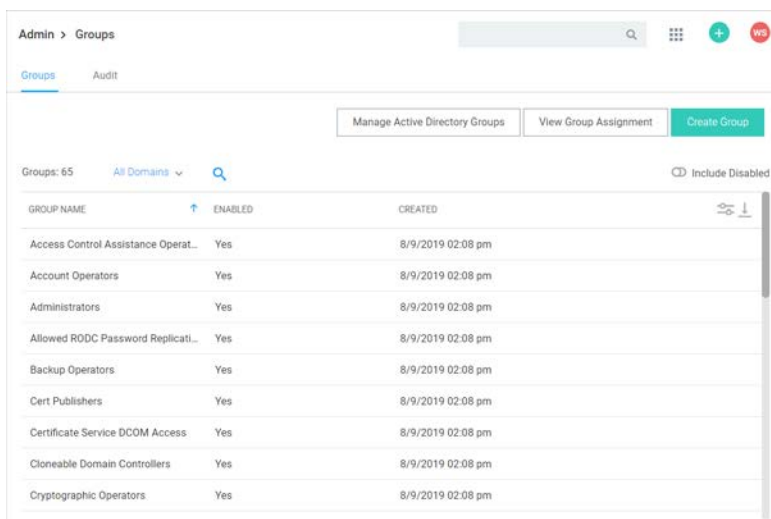 Admin > Groups
WS
Groups Audit
Manage Active Directory Groups View Group Assignment Create Group
Groups: 65 All Domains Include Disabled
GROUP NAME ENABLED CREATED
Access Control Assistance Operat... Yes 8/9/2019 02:08 pm
Account Operators Yes 8/9/2019 02:08 pm
Administrators Yes 8/9/2019 02:08 pm
Allowed RODC Password Replicati... Yes 8/9/2019 02:08 pm
Backup Operators Yes 8/9/2019 02:08 pm
Cert Publishers Yes 8/9/2019 02:08 pm
Certificate Service DCOM Access Yes 8/9/2019 02:08 pm
Cloneable Domain Controllers Yes 8/9/2019 02:08 pm
Cryptographic Operators Yes 8/9/2019 02:08 pm